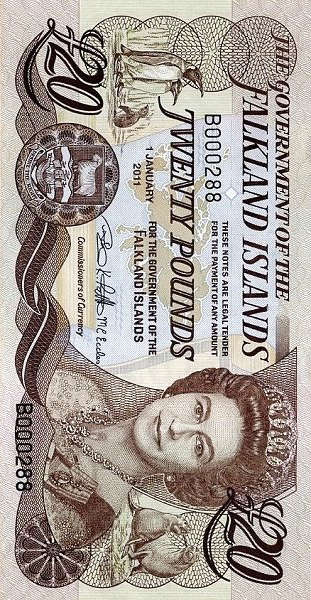 THE GOVERNMENT OF THE
FALKLAND ISLANDS
£20
THESE NOTES ARE LEGAL TENDER
FOR THE PAYMENT OF ANY AMOUNT
B000288
TWENTY POUNDS
FOR THE GOVERNMENT OF THE
FALKLAND ISLANDS
1 JANUARY
2011
Commissioners of Currency
B000288
£20